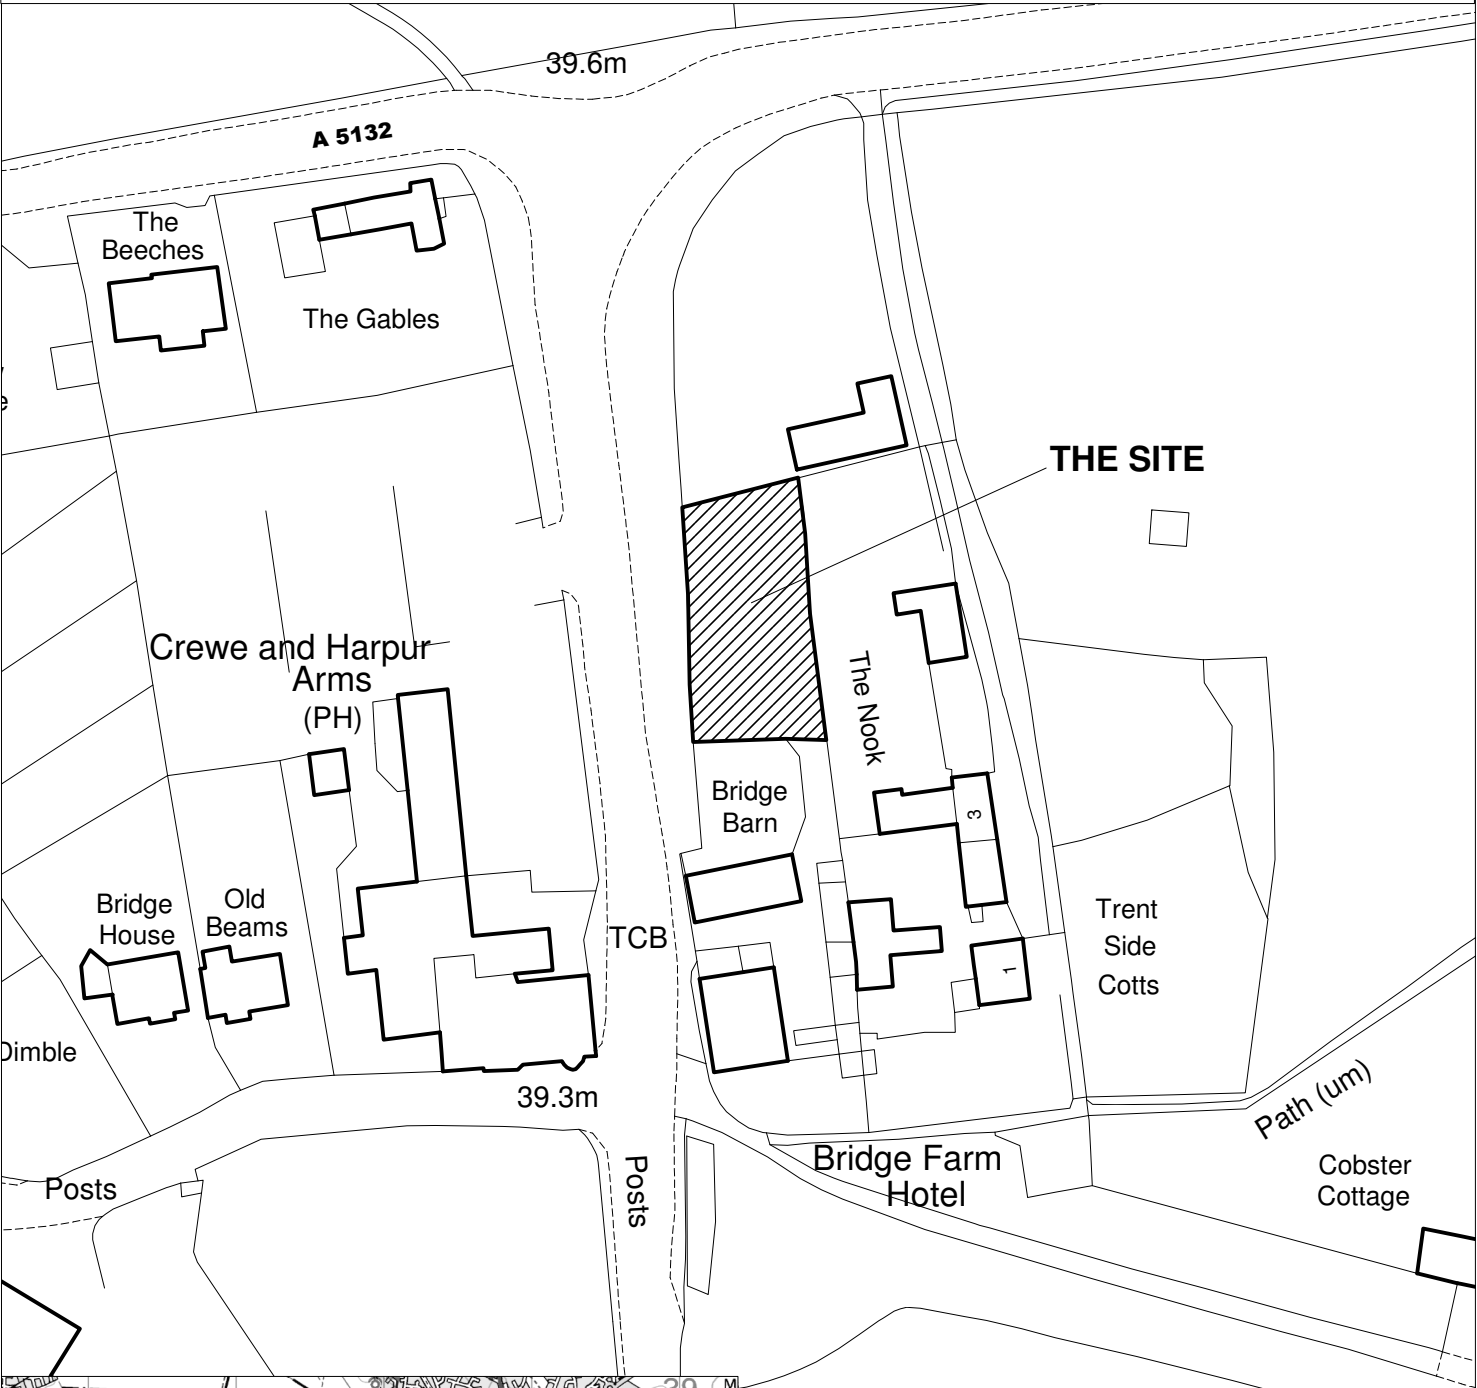 39.6m
A 5132
The
Beeches
The Gables
THE SITE
Crewe and Harpur
Arms
(PH)
The Nook
Bridge
Barn
3
Bridge
House
Old
Beams
TCB
Trent
Side
Cotts
1
Dimble
39.3m
Path (um)
Posts
Posts
Bridge Farm
Hotel
Cobster
Cottage
M